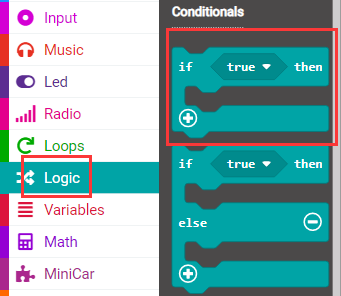 Input
Music
Led
Radio
Loops
Logic
Variables
Math
MiniCar
Conditionals
if true then
if true then
else